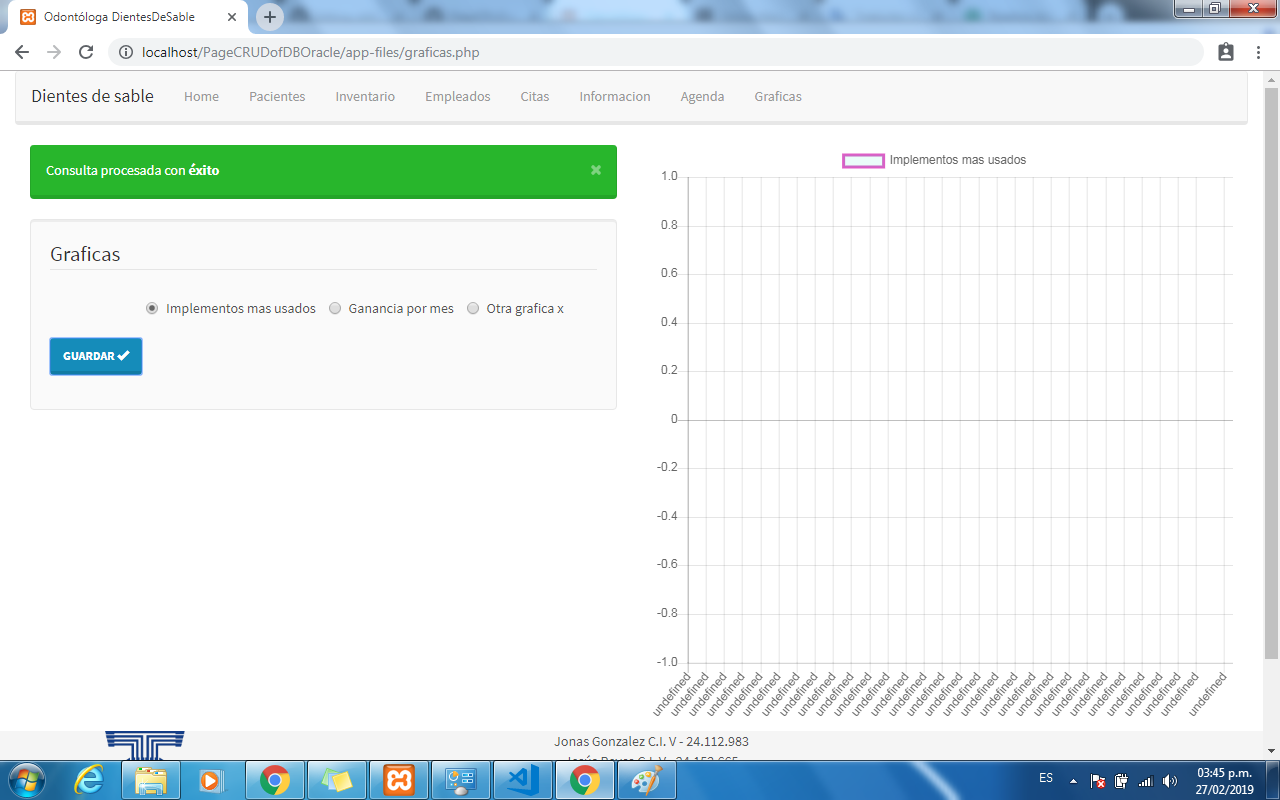 Odontóloga DientesDeSable
localhost/PageCRUDofDBOracle/app-files/graficas.php
Dientes de sable Home Pacientes Inventario Empleados Citas Informacion Agenda Graficas
Consulta procesada con éxito
Graficas
Implementos mas usados Ganancia por mes Otra grafica x
GUARDAR
Implementos mas usados
1.0
0.8
0.6
0.4
0.2
0
-0.2
-0.4
-0.6
-0.8
-1.0
undefined undefined undefined undefined undefined undefined undefined undefined undefined undefined undefined undefined undefined undefined undefined undefined undefined undefined undefined undefined undefined undefined undefined undefined undefined undefined undefined undefined undefined undefined
Jonas Gonzalez C.I. V - 24.112.983
ES
03:45 p.m.
27/02/2019